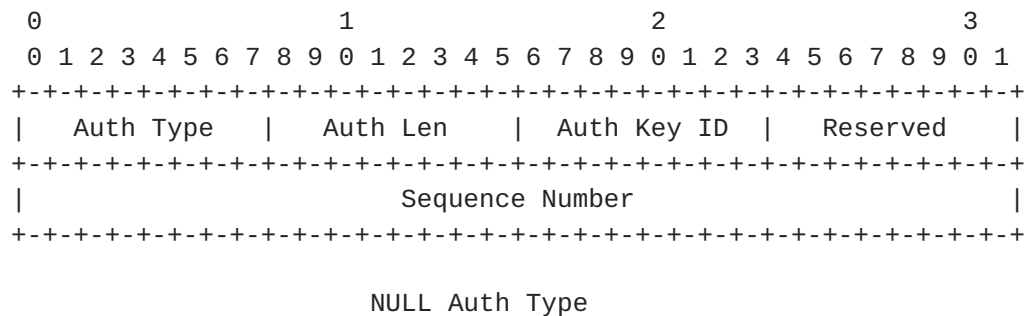 0                   1                   2                   3
 0 1 2 3 4 5 6 7 8 9 0 1 2 3 4 5 6 7 8 9 0 1 2 3 4 5 6 7 8 9 0 1
+-+-+-+-+-+-+-+-+-+-+-+-+-+-+-+-+-+-+-+-+-+-+-+-+-+-+-+-+-+-+-+-+
|   Auth Type   |   Auth Len    |  Auth Key ID  |   Reserved    |
+-+-+-+-+-+-+-+-+-+-+-+-+-+-+-+-+-+-+-+-+-+-+-+-+-+-+-+-+-+-+-+-+
|                        Sequence Number                        |
+-+-+-+-+-+-+-+-+-+-+-+-+-+-+-+-+-+-+-+-+-+-+-+-+-+-+-+-+-+-+-+-+
                       NULL Auth Type